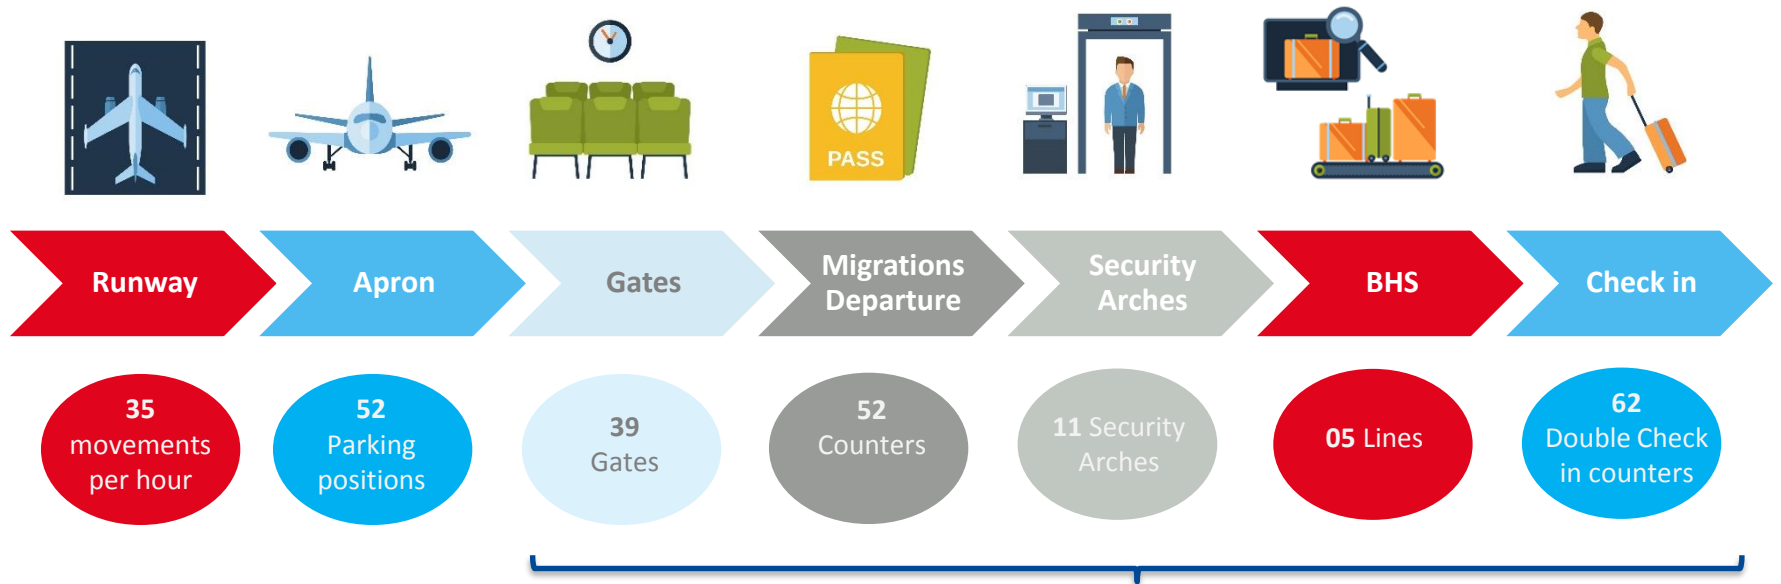 PASS
Runway
Apron
Gates
Migrations
Departure
Security
Arches
BHS
Check in
35
movements
per hour
52
Parking
positions
39
Gates
52
Counters
11 Security
Arches
05 Lines
62
Double Check
in counters